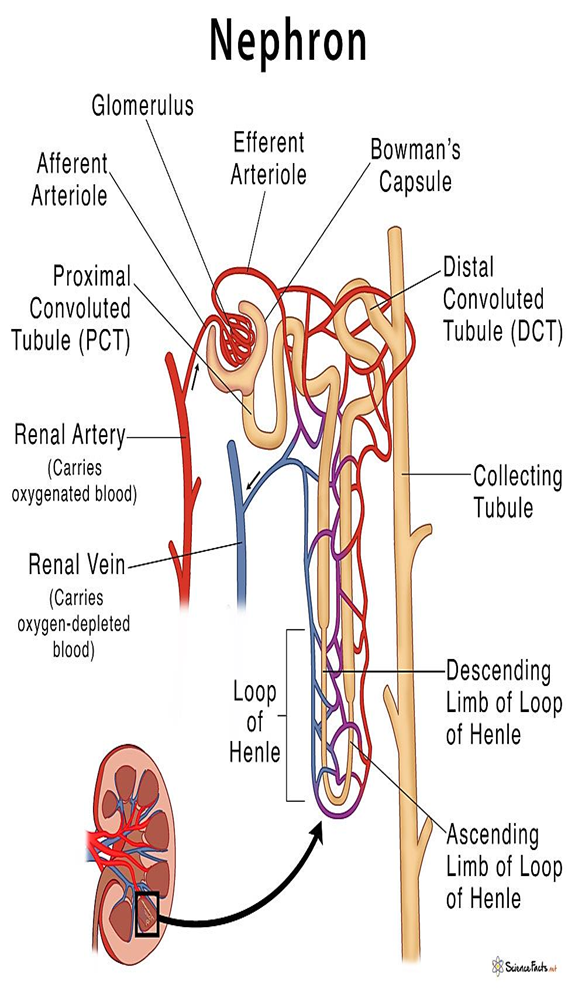 Nephron
Glomerulus
Efferent
Arteriole
Bowman's
Capsule
Afferent
Arteriole
Proximal
Convoluted
Tubule (PCT)
Distal
Convoluted
Tubule (DCT)
Renal Artery
(Carries
oxygenated blood)
Collecting
Tubule
Renal Vein
(Carries
oxygen-depleted
blood)
Loop
of
Henle
Descending
Limb of Loop
of Henle
Ascending
Limb of Loop
of Henle
ScienceFacts.net